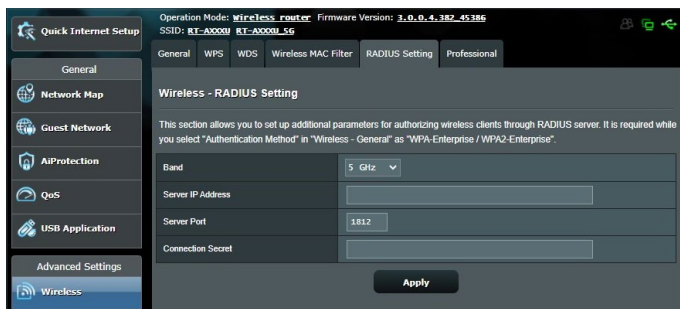 Operation Mode: Wireless router Firmware Version: 3.0.0.4.382_45386
SSID: RT-AXXXU RT-AXXXU_5G
Quick Internet Setup
General WPS WDS Wireless MAC Filter RADIUS Setting Professional
General
Network Map
Guest Network
AiProtection
QoS
USB Application
Advanced Settings
Wireless
Wireless - RADIUS Setting
This section allows you to set up additional parameters for authorizing wireless clients through RADIUS server. It is required while
you select "Authentication Method" in "Wireless - General" as "WPA-Enterprise / WPA2-Enterprise".
Band 5 GHz
Server IP Address
Server Port 1812
Connection Secret
Apply